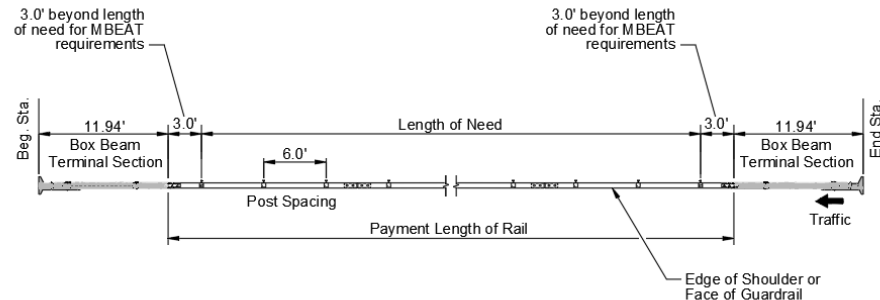 3.0' beyond length
of need for MBEAT
requirements
3.0' beyond length
of need for MBEAT
requirements
Beg. Sta.
11.94'
3.0'
Length of Need
3.0'
11.94'
End Sta.
Box Beam
Terminal Section
6.0'
Box Beam
Terminal Section
Post Spacing
Traffic
Payment Length of Rail
Edge of Shoulder or
Face of Guardrail